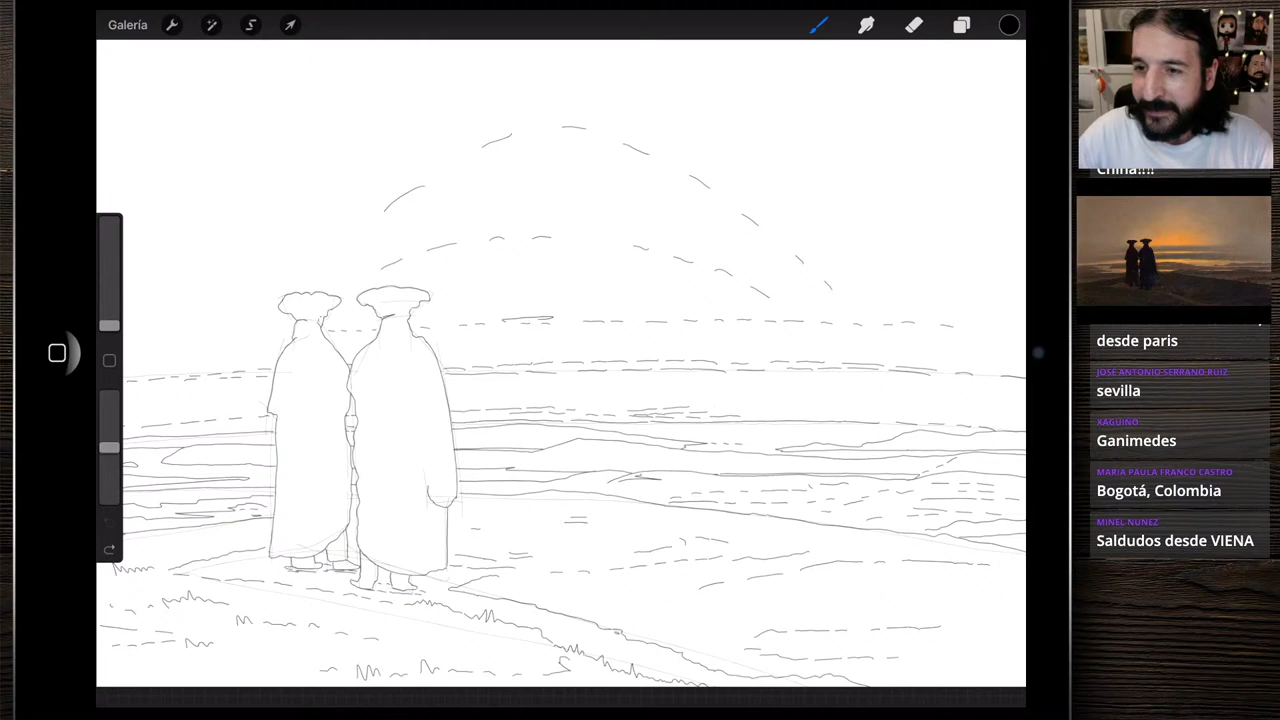 Galería
China!!!!
desde paris
JOSÉ ANTONIO SERRANO RUIZ
sevilla
XAGUINO
Ganimedes
MARIA PAULA FRANCO CASTRO
Bogotá, Colombia
MINEL NUNEZ
Saldudos desde VIENA